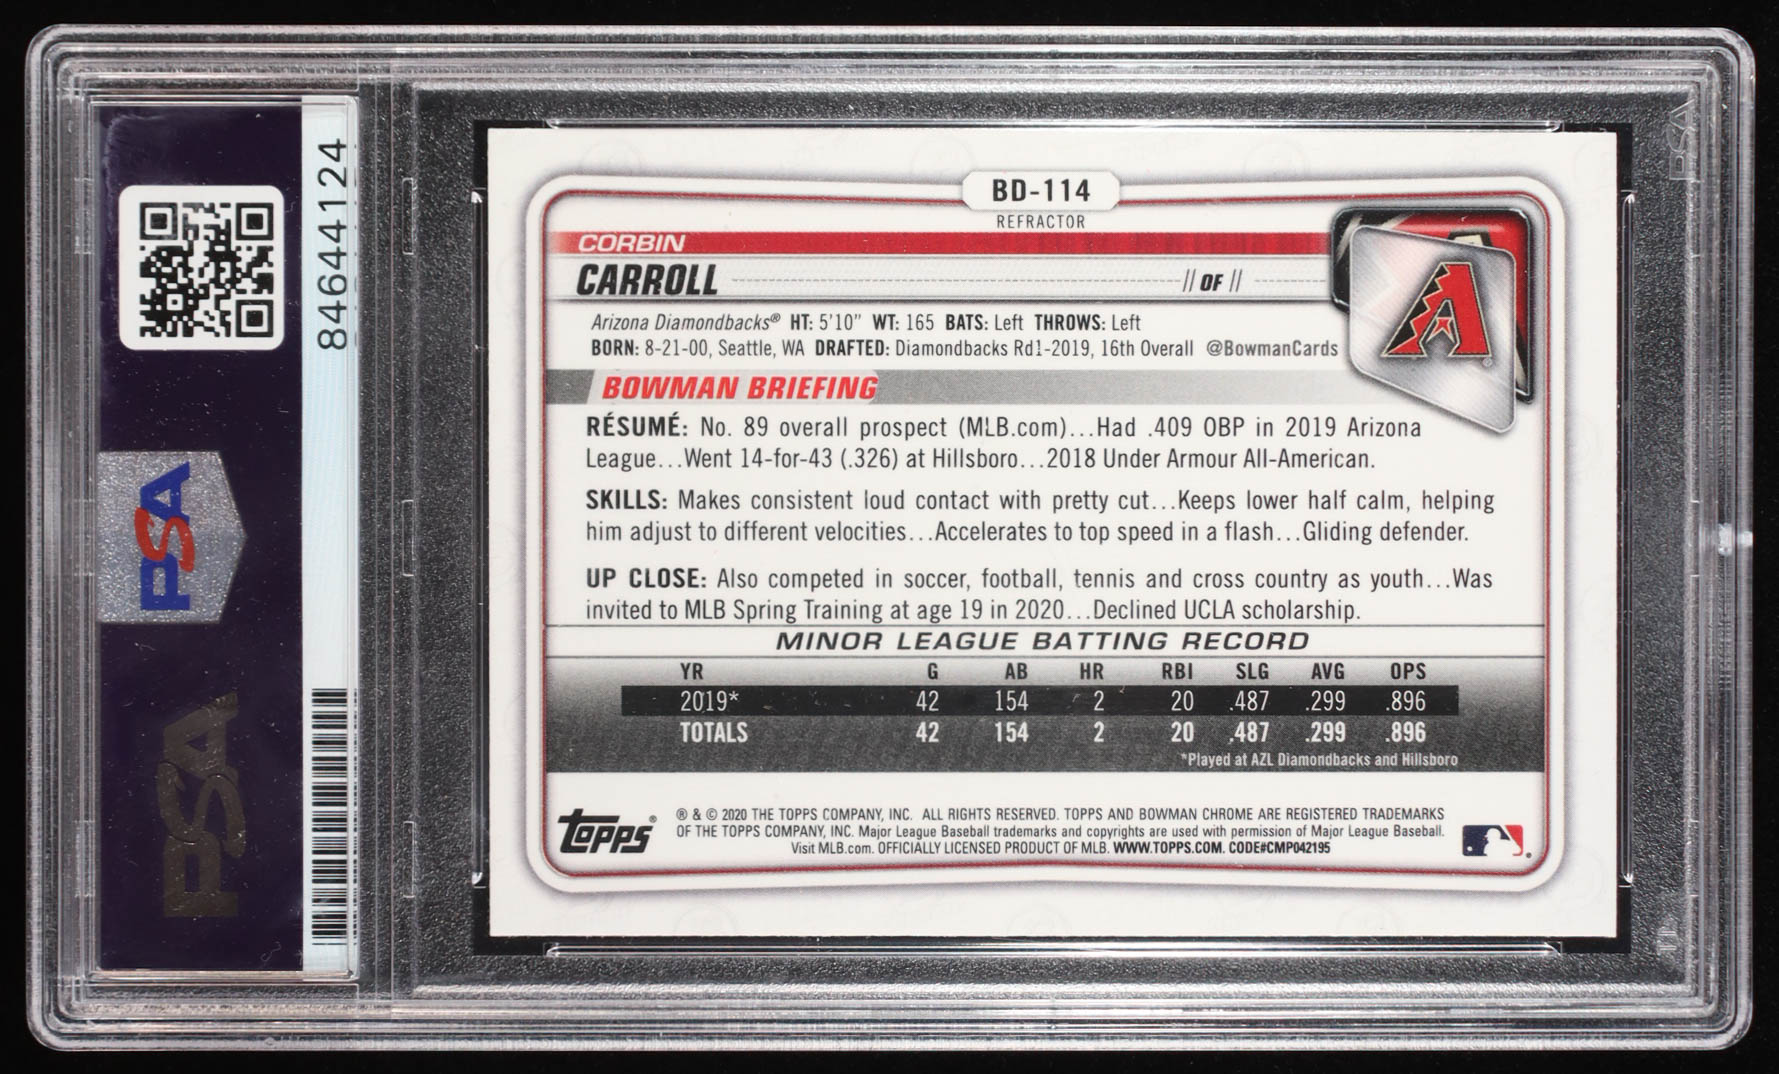 84644124
PSA
PSA
PSA
BD-114
REFRACTOR
CORBIN
CARROLL // OF //
Arizona Diamondbacks® HT: 5'10" WT: 165 BATS: Left THROWS: Left
BORN: 8-21-00, Seattle, WA DRAFTED: Diamondbacks Rd1-2019, 16th Overall @BowmanCards
A
BOWMAN BRIEFING
RÉSUMÉ: No. 89 overall prospect (MLB.com)...Had .409 OBP in 2019 Arizona
League...Went 14-for-43 (.326) at Hillsboro...2018 Under Armour All-American.
SKILLS: Makes consistent loud contact with pretty cut...Keeps lower half calm, helping
him adjust to different velocities...Accelerates to top speed in a flash...Gliding defender.
UP CLOSE: Also competed in soccer, football, tennis and cross country as youth...Was
invited to MLB Spring Training at age 19 in 2020...Declined UCLA scholarship.
MINOR LEAGUE BATTING RECORD
YR G AB HR RBI SLG AVG OPS
2019* 42 154 2 20 .487 .299 .896
TOTALS 42 154 2 20 .487 .299 .896
*Played at AZL Diamondbacks and Hillsboro
Topps®
® & © 2020 THE TOPPS COMPANY, INC. ALL RIGHTS RESERVED. TOPPS AND BOWMAN CHROME ARE REGISTERED TRADEMARKS
OF THE TOPPS COMPANY, INC. Major League Baseball trademarks and copyrights are used with permission of Major League Baseball.
Visit MLB.com. OFFICIALLY LICENSED PRODUCT OF MLB. WWW.TOPPS.COM. CODE#CMP042195